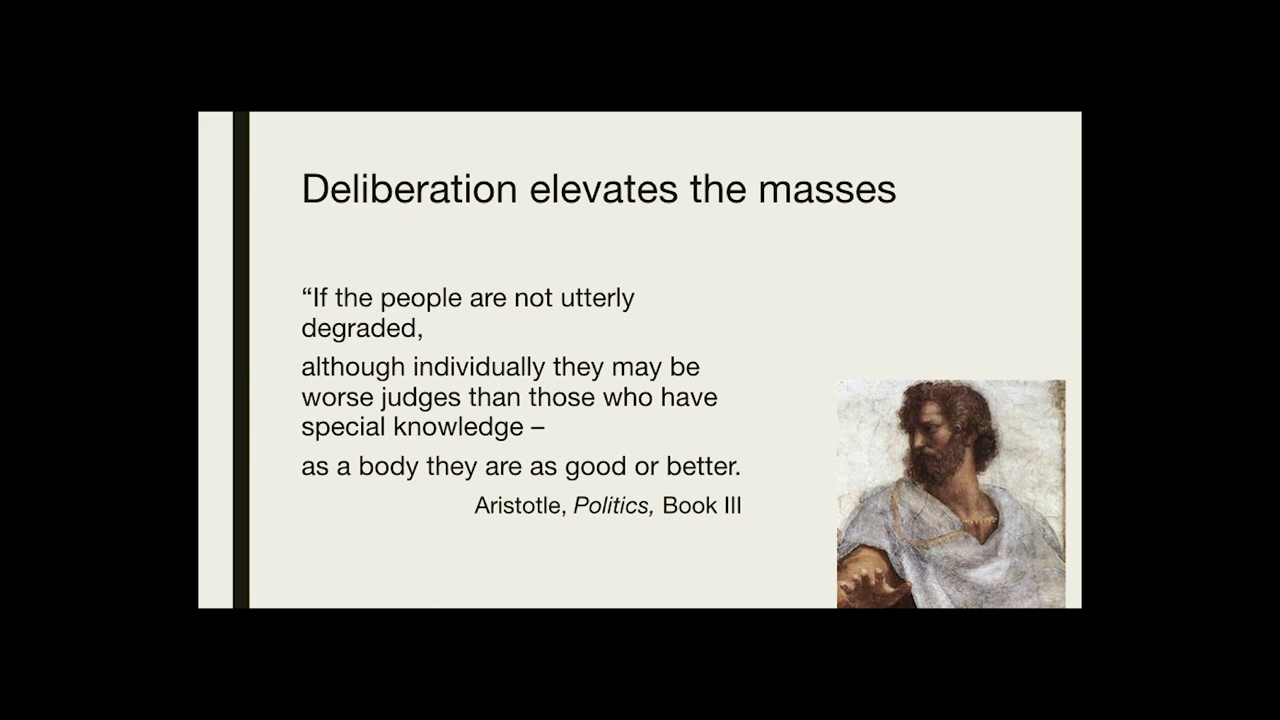 Deliberation elevates the masses
“If the people are not utterly
degraded,
although individually they may be
worse judges than those who have
special knowledge –
as a body they are as good or better.
Aristotle, Politics, Book III